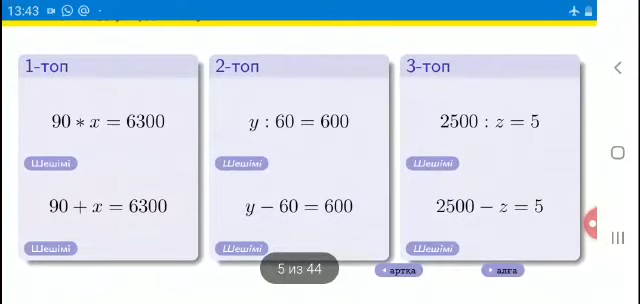 13:43
1-топ
90 * x = 6300
Шешімі
90 + x = 6300
Шешімі
2-топ
y : 60 = 600
Шешімі
y − 60 = 600
Шешімі
3-топ
2500 : z = 5
Шешімі
2500 − z = 5
Шешімі
5 из 44
артқа
алға